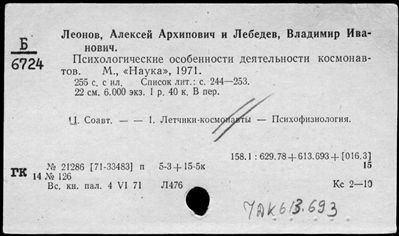 Леонов, Алексей Архипович и Лебедев, Владимир Ива-
нович.
Б
6724
Психологические особенности деятельности космонав-
тов. М., «Наука», 1971.
255 с. с ил. Список лит.: с. 244—253.
22 см. 6.000 экз. 1 р. 40 к. В пер.
Ц. Соавт. — — 1. Летчики-космонавты — Психофизиология.
158.1 : 629.78 + 613.693 + [016.3]
ГК
№ 21286 [71-33483] п 5-3 + 15-5к 15
14 № 126
Вс. кн. пал. 4 VI 71 Л476 Ке 2—10
УДК 613.693